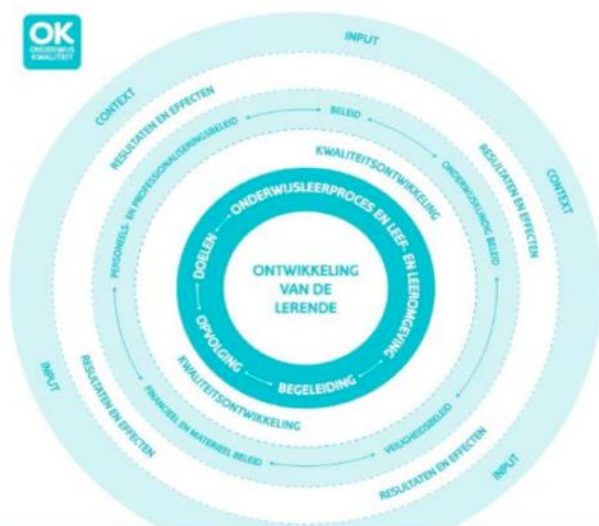 OK
ONDERWIJS
KWALITEIT
INPUT
CONTEXT
RESULTATEN EN EFFECTEN
BELEID
PERSONEELS- EN PROFESSIONALISERINGSBELEID
KWALITEITSONTWIKKELING
RESULTATEN EN EFFECTEN
CONTEXT
ONDERWIJSKUNDIG BELEID
ONDERWIJSLEERPROCES EN LEEF- EN LEEROMGEVING
DOELEN
ONTWIKKELING
VAN DE
LERENDE
OPVOLGING
BEGELEIDING
KWALITEITSONTWIKKELING
INPUT
RESULTATEN EN EFFECTEN
FINANCIEEL EN MATERIEEL BELEID
VEILIGHEIDSBELEID
RESULTATEN EN EFFECTEN
INPUT